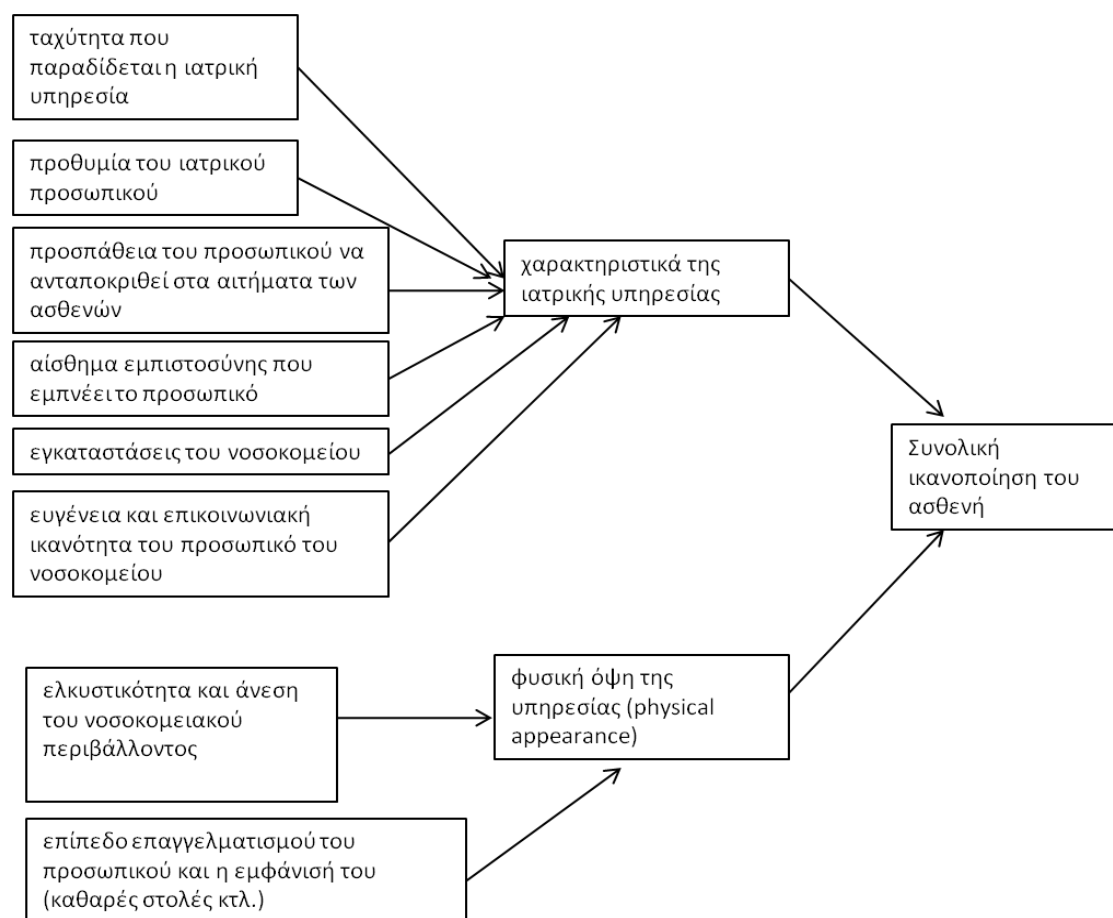 ταχύτητα που
παραδίδεται η ιατρική
υπηρεσία
προθυμία του ιατρικού
προσωπικού
προσπάθεια του προσωπικού να
ανταποκριθεί στα αιτήματα των
ασθενών
αίσθημα εμπιστοσύνης που
εμπνέει το προσωπικό
εγκαταστάσεις του νοσοκομείου
ευγένεια και επικοινωνιακή
ικανότητα του προσωπικό του
νοσοκομείου
χαρακτηριστικά της
ιατρικής υπηρεσίας
Συνολική
ικανοποίηση του
ασθενή
ελκυστικότητα και άνεση
του νοσοκομειακού
περιβάλλοντος
φυσική όψη της
υπηρεσίας (physical
appearance)
επίπεδο επαγγελματισμού του
προσωπικού και η εμφάνισή του
(καθαρές στολές κτλ.)